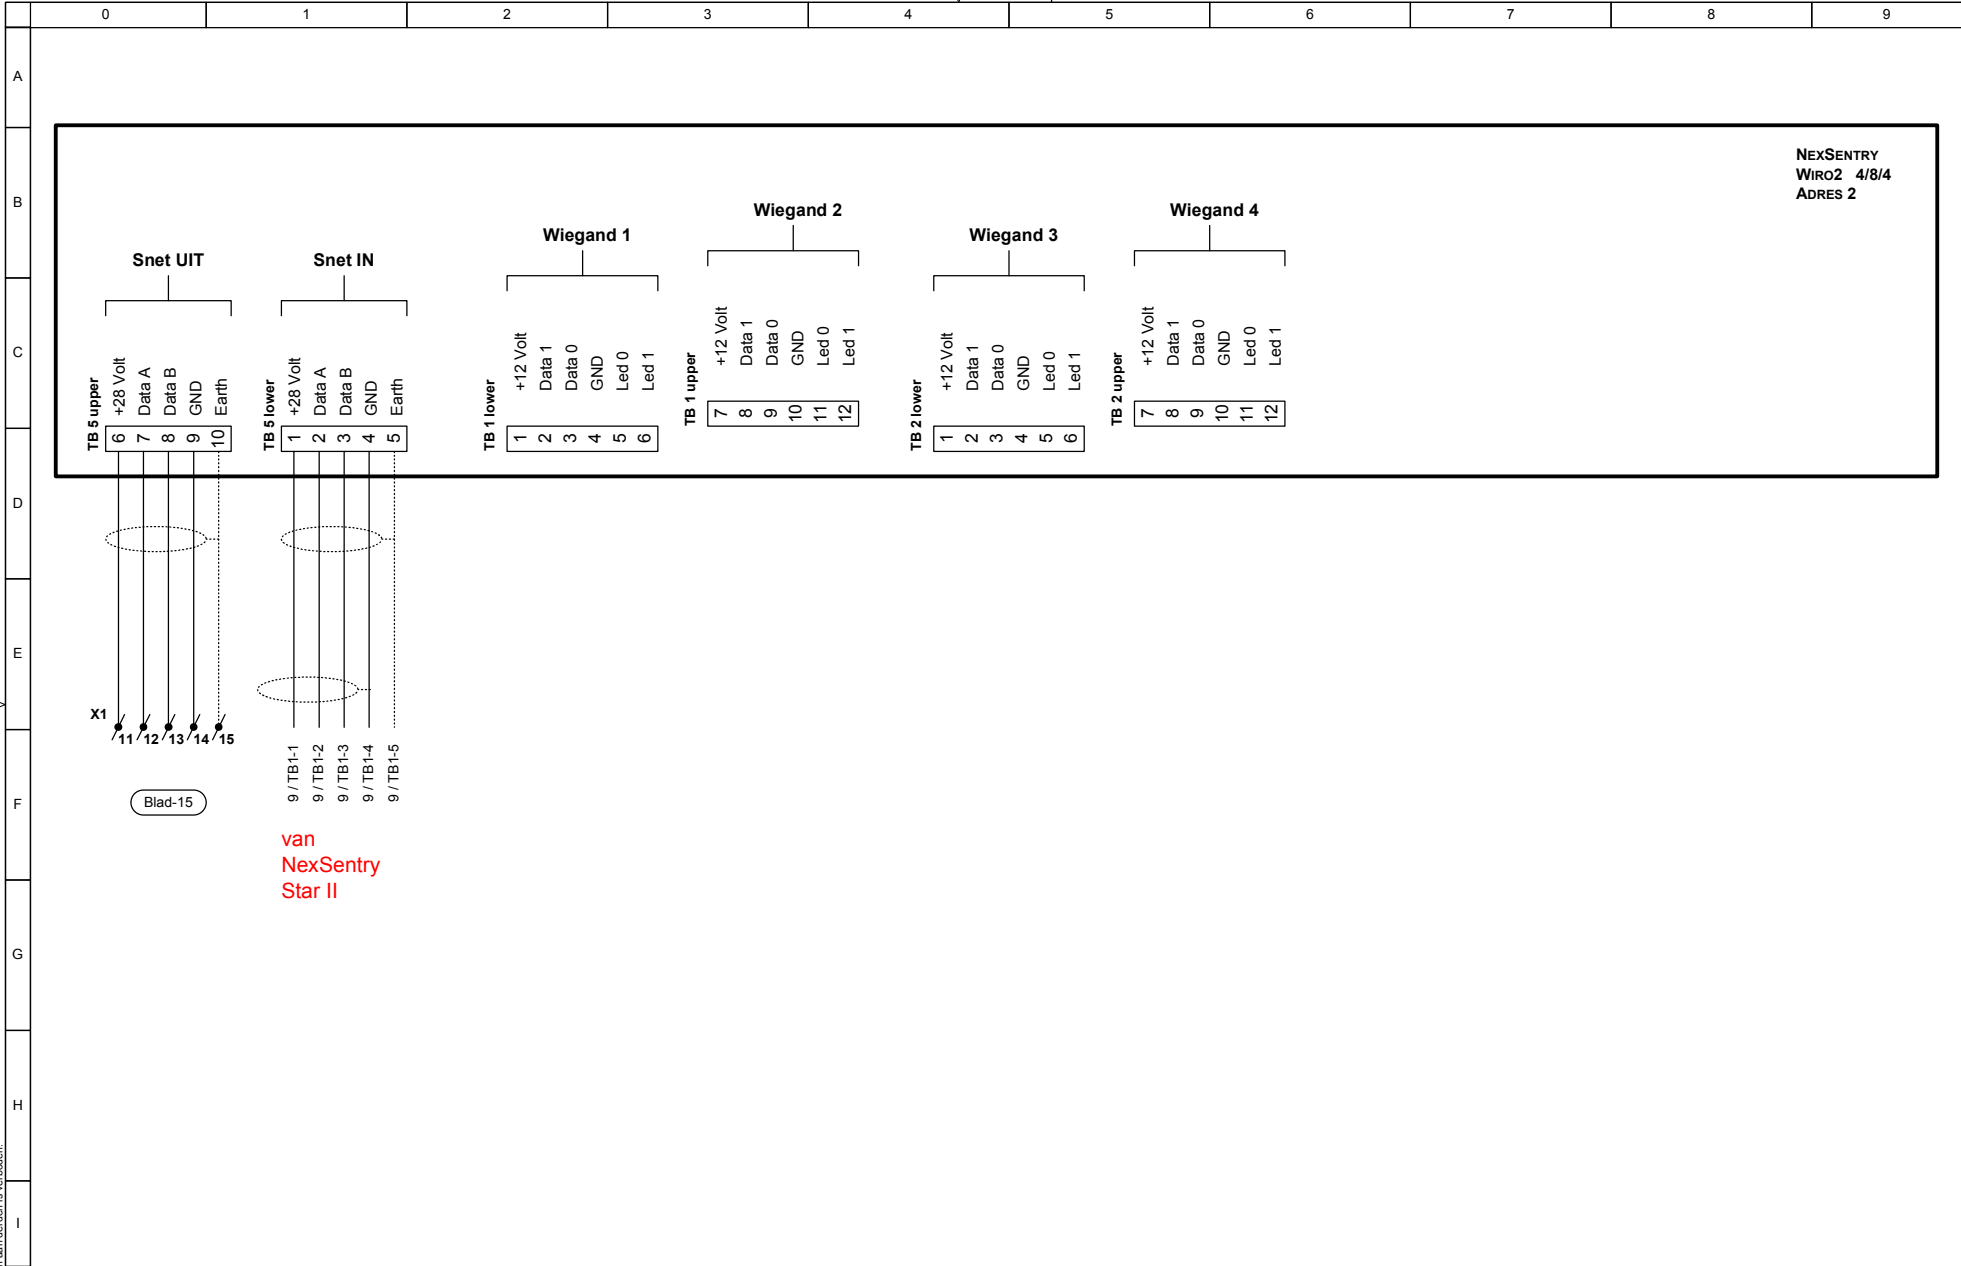 0 1 2 3 4 5 6 7 8 9
A
B
C
D
E
F
G
H
I
NEXSENTRY
WIRO2 4/8/4
ADRES 2
Snet UIT
TB 5 upper
+28 Volt
Data A
Data B
GND
Earth
6 7 8 9 10
Snet IN
TB 5 lower
+28 Volt
Data A
Data B
GND
Earth
1 2 3 4 5
Wiegand 1
TB 1 lower
+12 Volt
Data 1
Data 0
GND
Led 0
Led 1
1 2 3 4 5 6
Wiegand 2
TB 1 upper
+12 Volt
Data 1
Data 0
GND
Led 0
Led 1
7 8 9 10 11 12
Wiegand 3
TB 2 lower
+12 Volt
Data 1
Data 0
GND
Led 0
Led 1
1 2 3 4 5 6
Wiegand 4
TB 2 upper
+12 Volt
Data 1
Data 0
GND
Led 0
Led 1
7 8 9 10 11 12
X1
11 12 13 14 15
Blad-15
9 / TB1-1
9 / TB1-2
9 / TB1-3
9 / TB1-4
9 / TB1-5
van
NexSentry
Star II